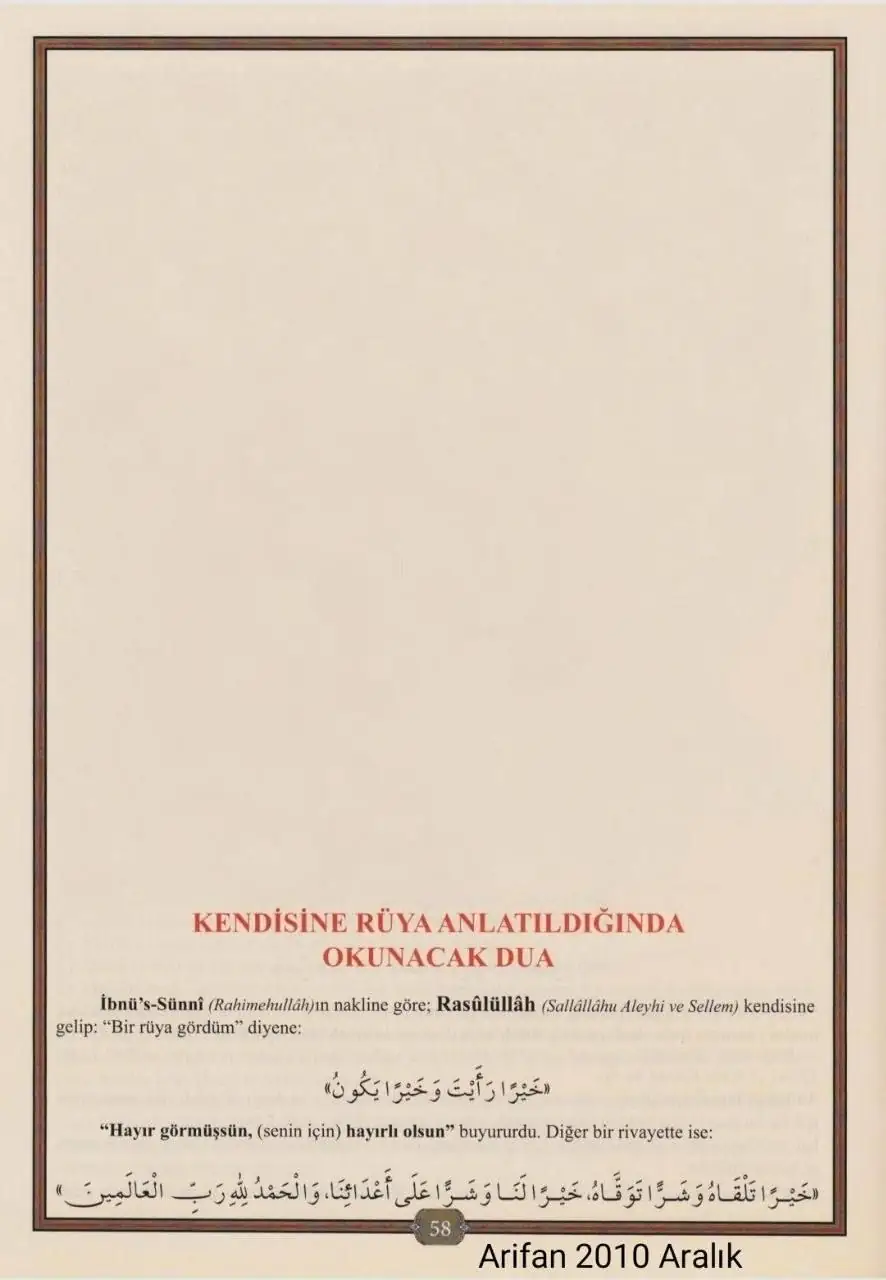 KENDİSİNE RÜYA ANLATILDIĞINDA
OKUNACAK DUA
İbnü’s-Sünnî (Rahimehullâh)ın nakline göre; Rasûlüllâh (Sallâllâhu Aleyhi ve Sellem) kendisine
gelip: “Bir rüya gördüm” diyene:
«خَيْرًا رَأَيْتَ وَخَيْرًا يَكُونُ»
“Hayır görmüşsün, (senin için) hayırlı olsun” buyururdu. Diğer bir rivayette ise:
«خَيْرًا تَلْقَاهُ وَشَرًّا تَوَقَّاهُ، خَيْرًا لَنَا وَشَرًّا عَلَى أَعْدَائِنَا، وَالْحَمْدُ لِلّٰهِ رَبِّ الْعَالَمِينَ»
58
Arifan 2010 Aralık